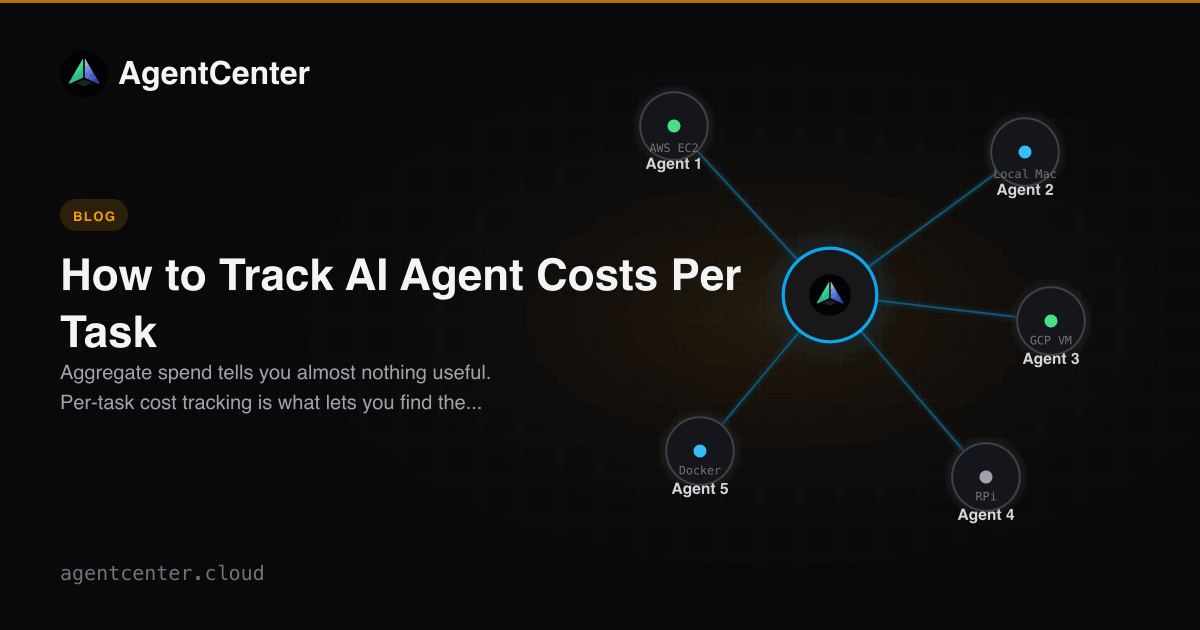 AgentCenter
BLOG
How to Track AI Agent Costs Per
Task
Aggregate spend tells you almost nothing useful.
Per-task cost tracking is what lets you find the...
agentcenter.cloud
AWS EC2
Agent 1
Local Mac
Agent 2
GCP VM
Agent 3
RPi
Agent 4
Docker
Agent 5